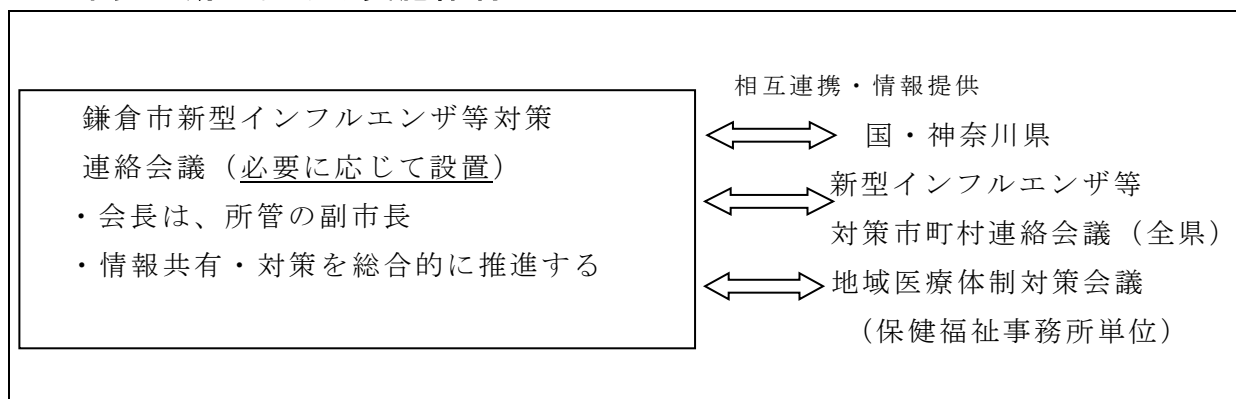 鎌倉市新型インフルエンザ等対策
連絡会議（必要に応じて設置）
・会長は、所管の副市長
・情報共有・対策を総合的に推進する
相互連携・情報提供
国・神奈川県
新型インフルエンザ等
対策市町村連絡会議（全県）
地域医療体制対策会議
（保健福祉事務所単位）